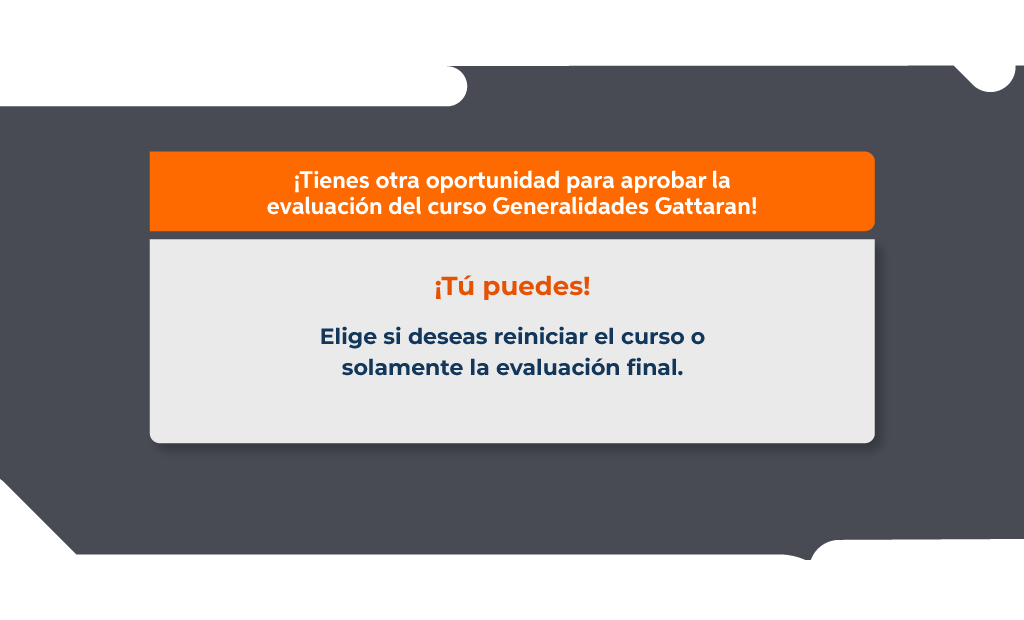 ¡Tienes otra oportunidad para aprobar la
evaluación del curso Generalidades Gattaran!
¡Tú puedes!
Elige si deseas reiniciar el curso o
solamente la evaluación final.